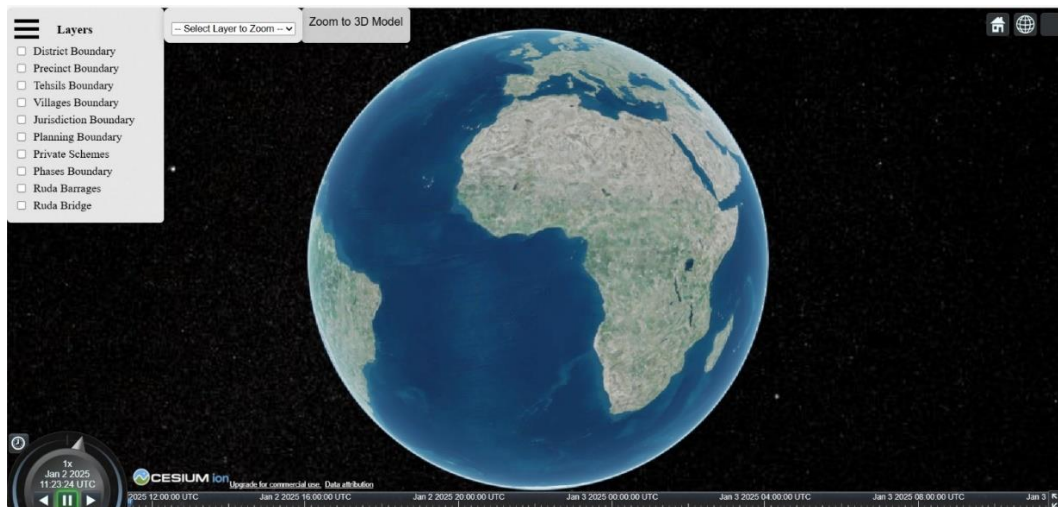 Layers
District Boundary
Precinct Boundary
Tehsils Boundary
Villages Boundary
Jurisdiction Boundary
Planning Boundary
Private Schemes
Phases Boundary
Ruda Barrages
Ruda Bridge
-- Select Layer to Zoom --
Zoom to 3D Model
1x
Jan 2 2025
11:23:24 UTC
CESIUM ion
Upgrade for commercial use. Data attribution
2025 12:00:00 UTC Jan 2 2025 16:00:00 UTC Jan 2 2025 20:00:00 UTC Jan 3 2025 00:00:00 UTC Jan 3 2025 04:00:00 UTC Jan 3 2025 08:00:00 UTC Jan 3